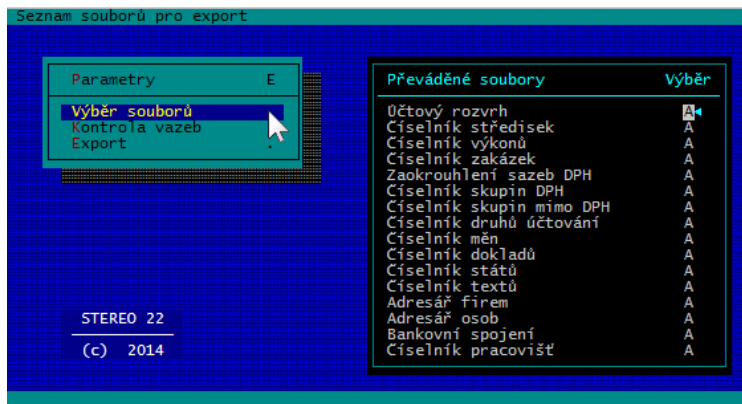 Seznam souborů pro export
Parametry E
Výběr souborů .
Kontrola vazeb
Export .
STEREO 22
(c) 2014
Převáděné soubory Výběr
Účtový rozvrh A
Číselník středisek A
Číselník výkonů A
Číselník zakázek A
Zaokrouhlení sazeb DPH A
Číselník skupin DPH A
Číselník skupin mimo DPH A
Číselník druhů účtování A
Číselník měn A
Číselník dokladů A
Číselník států A
Číselník textů A
Adresář firem A
Adresář osob A
Bankovní spojení A
Číselník pracovišť A